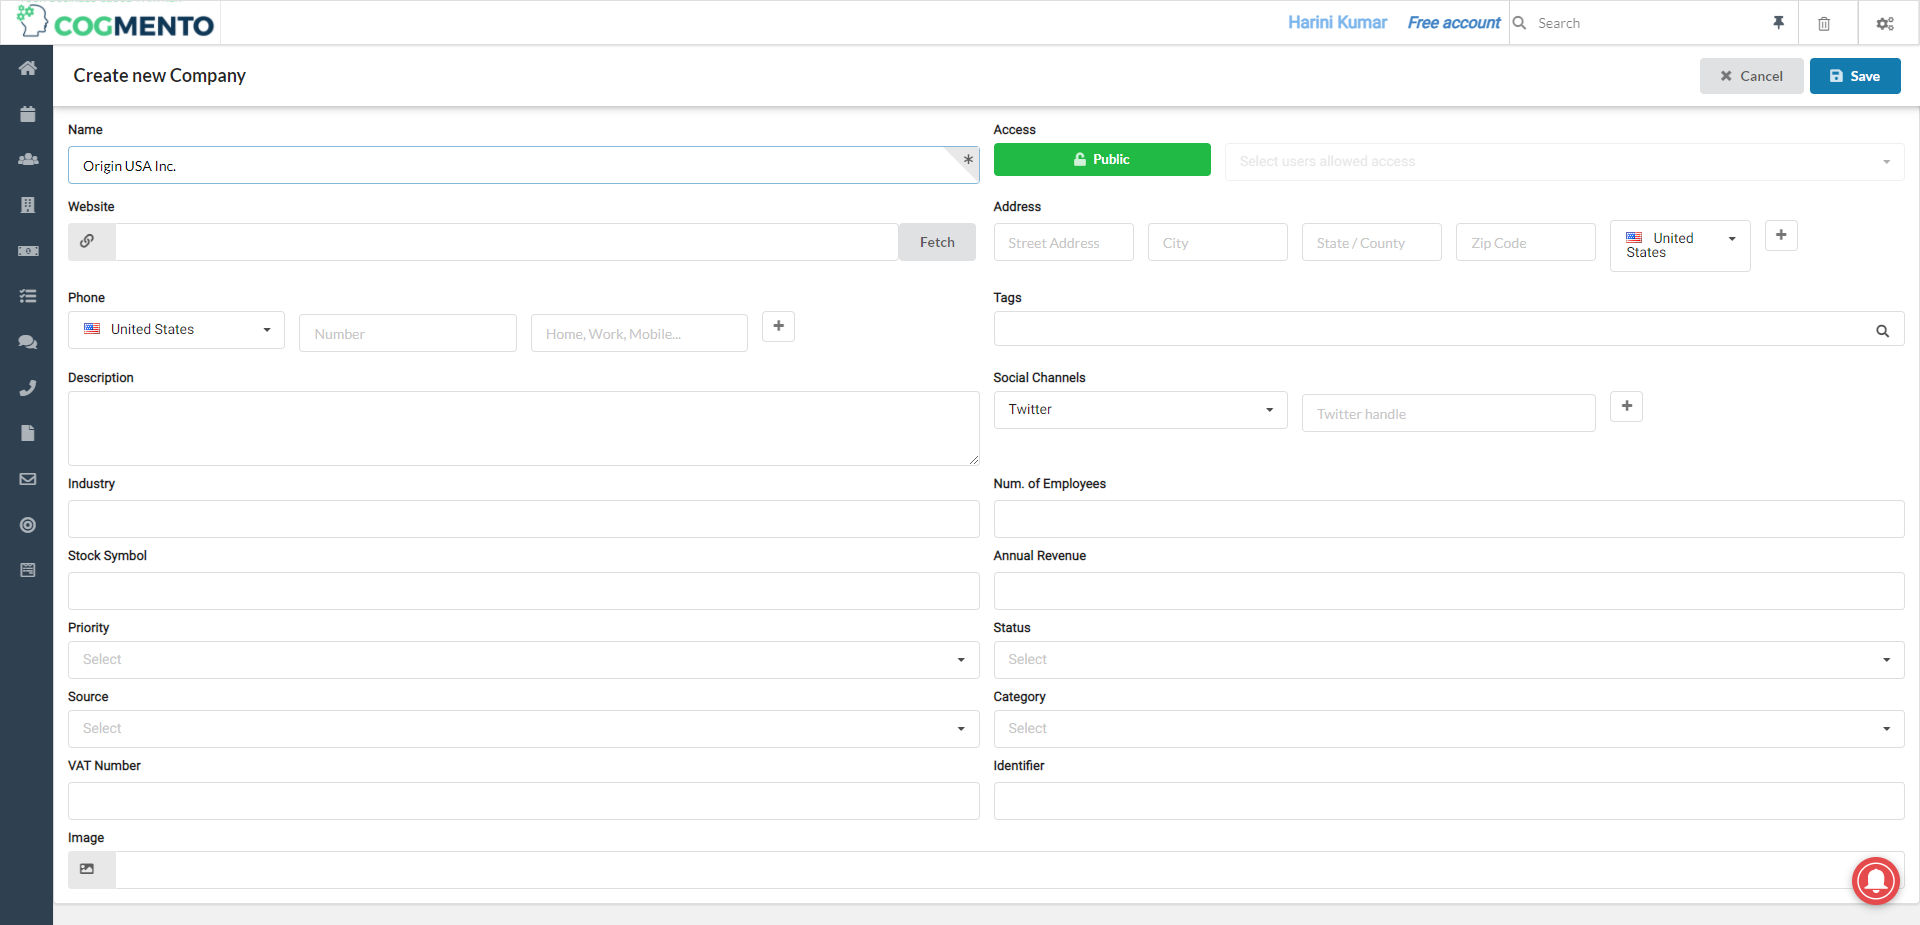 COGMENTO
Harini Kumar
Free account
Search
Create new Company
Cancel
Save
Name
Origin USA Inc.
*
Access
Public
Select users allowed access
Website
Fetch
Address
Street Address
City
State / County
Zip Code
United
States
Phone
United States
Number
Home, Work, Mobile...
Tags
Description
Social Channels
Twitter
Twitter handle
Industry
Num. of Employees
Stock Symbol
Annual Revenue
Priority
Select
Status
Select
Source
Select
Category
Select
VAT Number
Identifier
Image